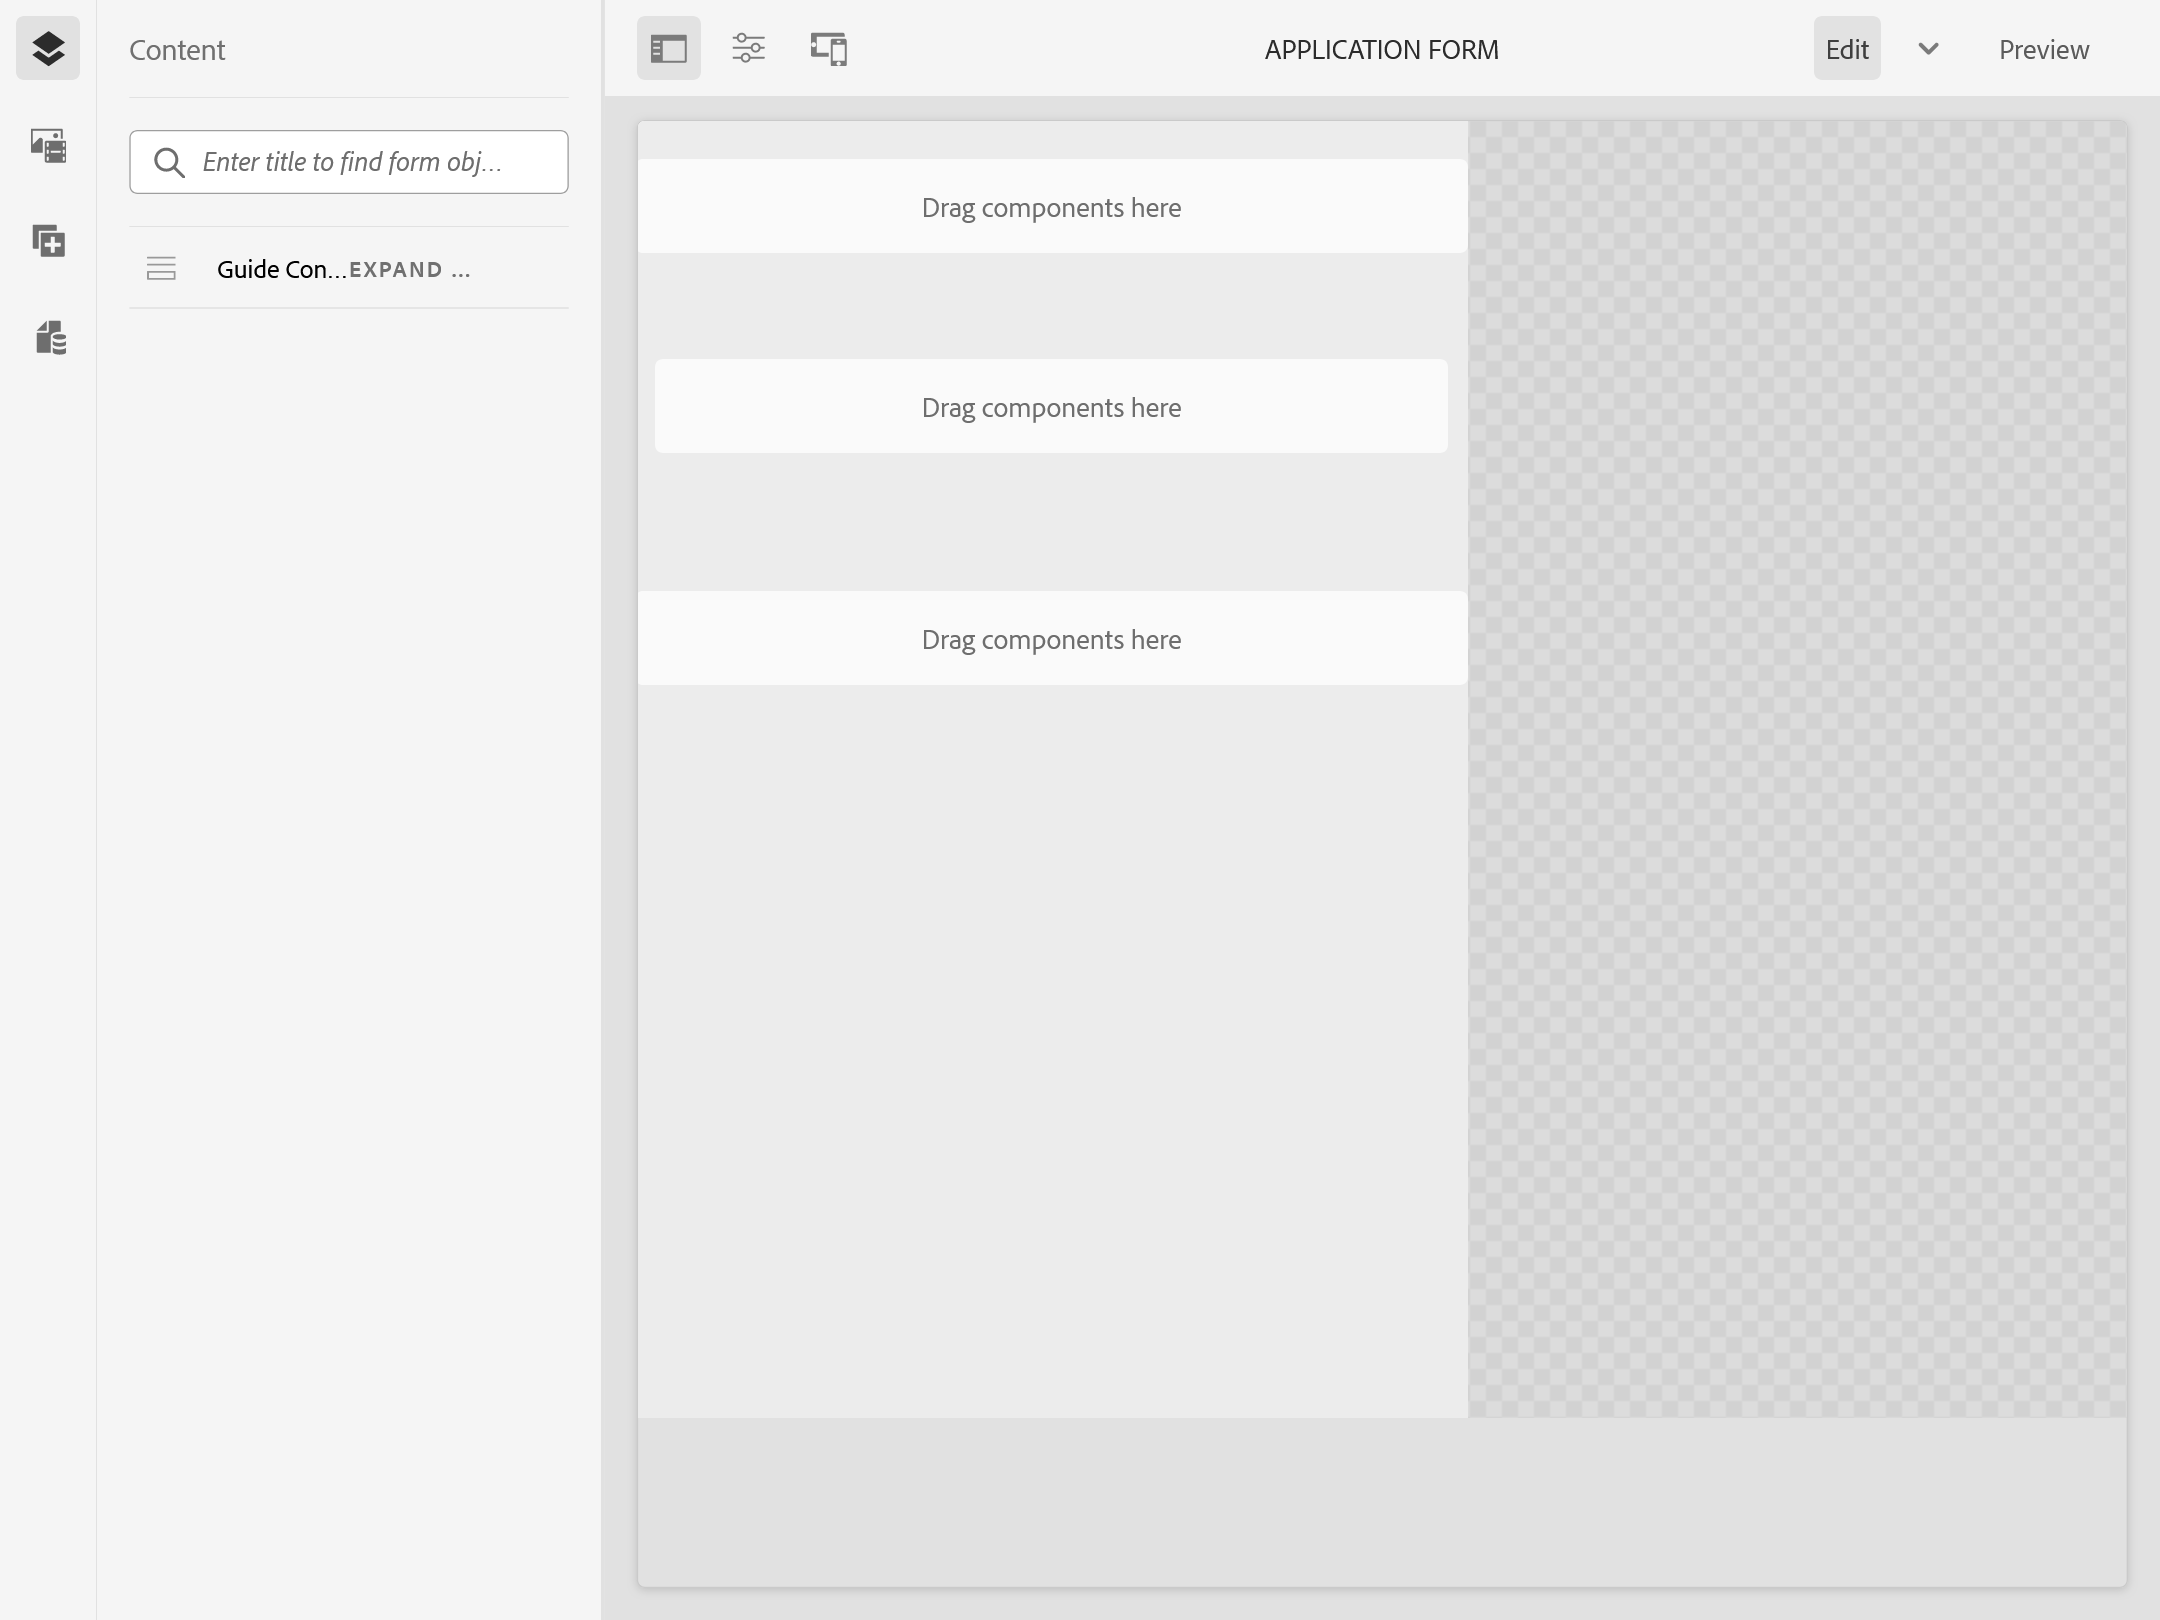 Content
Enter title to find form obj...
Guide Con...EXPAND ...
APPLICATION FORM
Edit
Preview
Drag components here
Drag components here
Drag components here